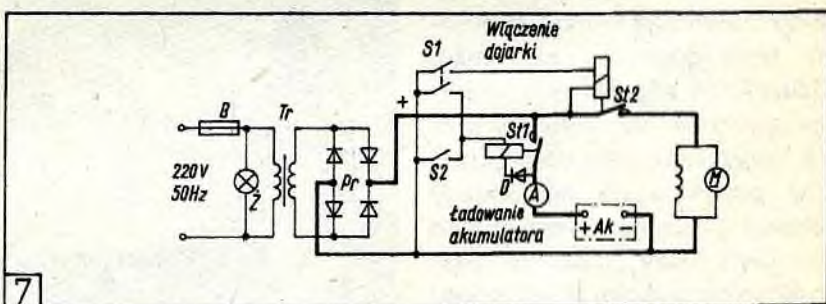 Włączenie
dojarki
S1
St2
B
Tr
+
St1
220V
50Hz
Ż
Pr
S2
D
A
M
Ładowanie
akumulatora
+ Ak -
7